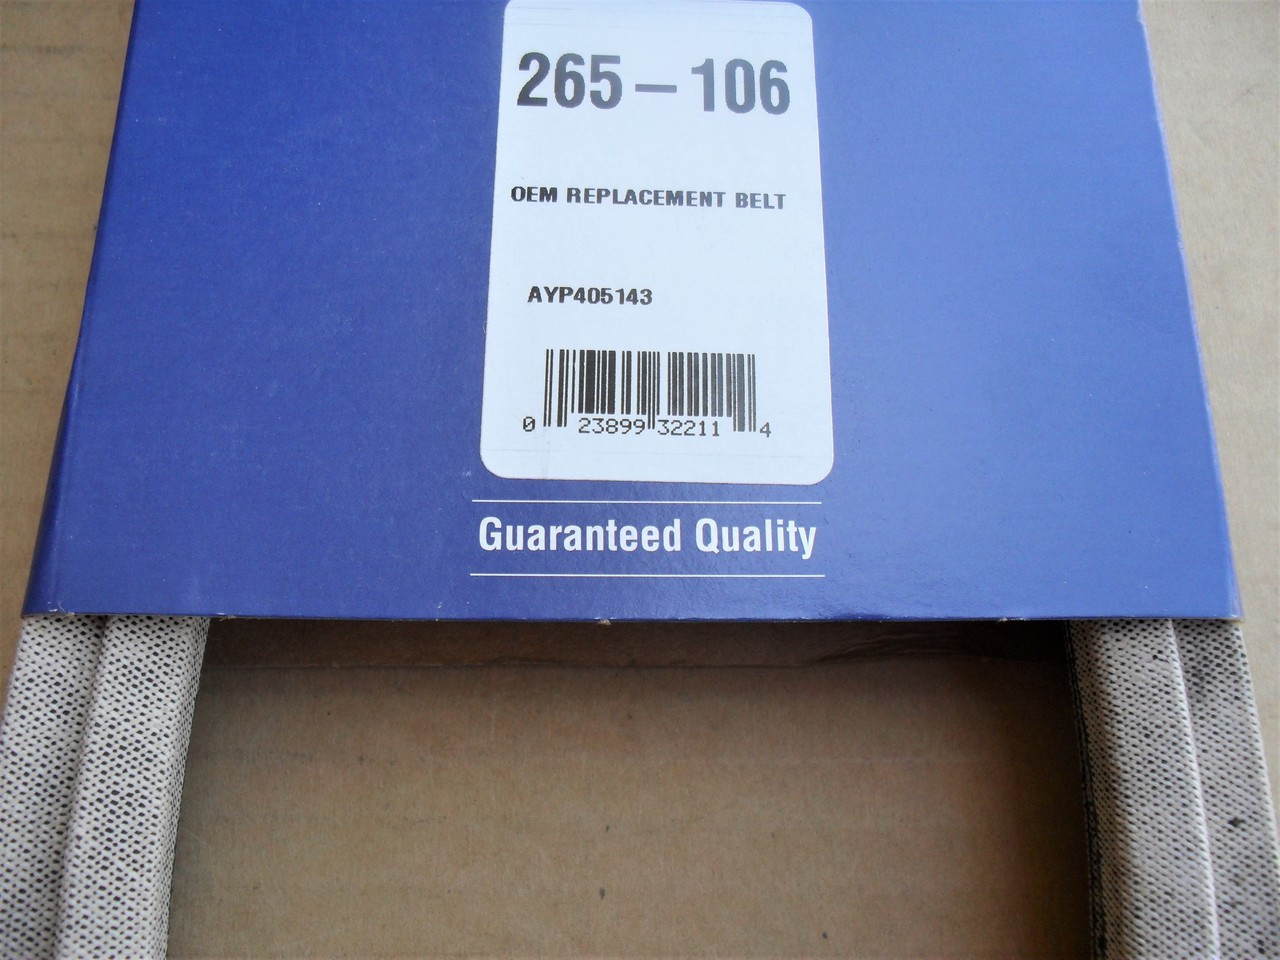 265-106
OEM REPLACEMENT BELT
AYP405143
0 23899 32211 4
Guaranteed Quality